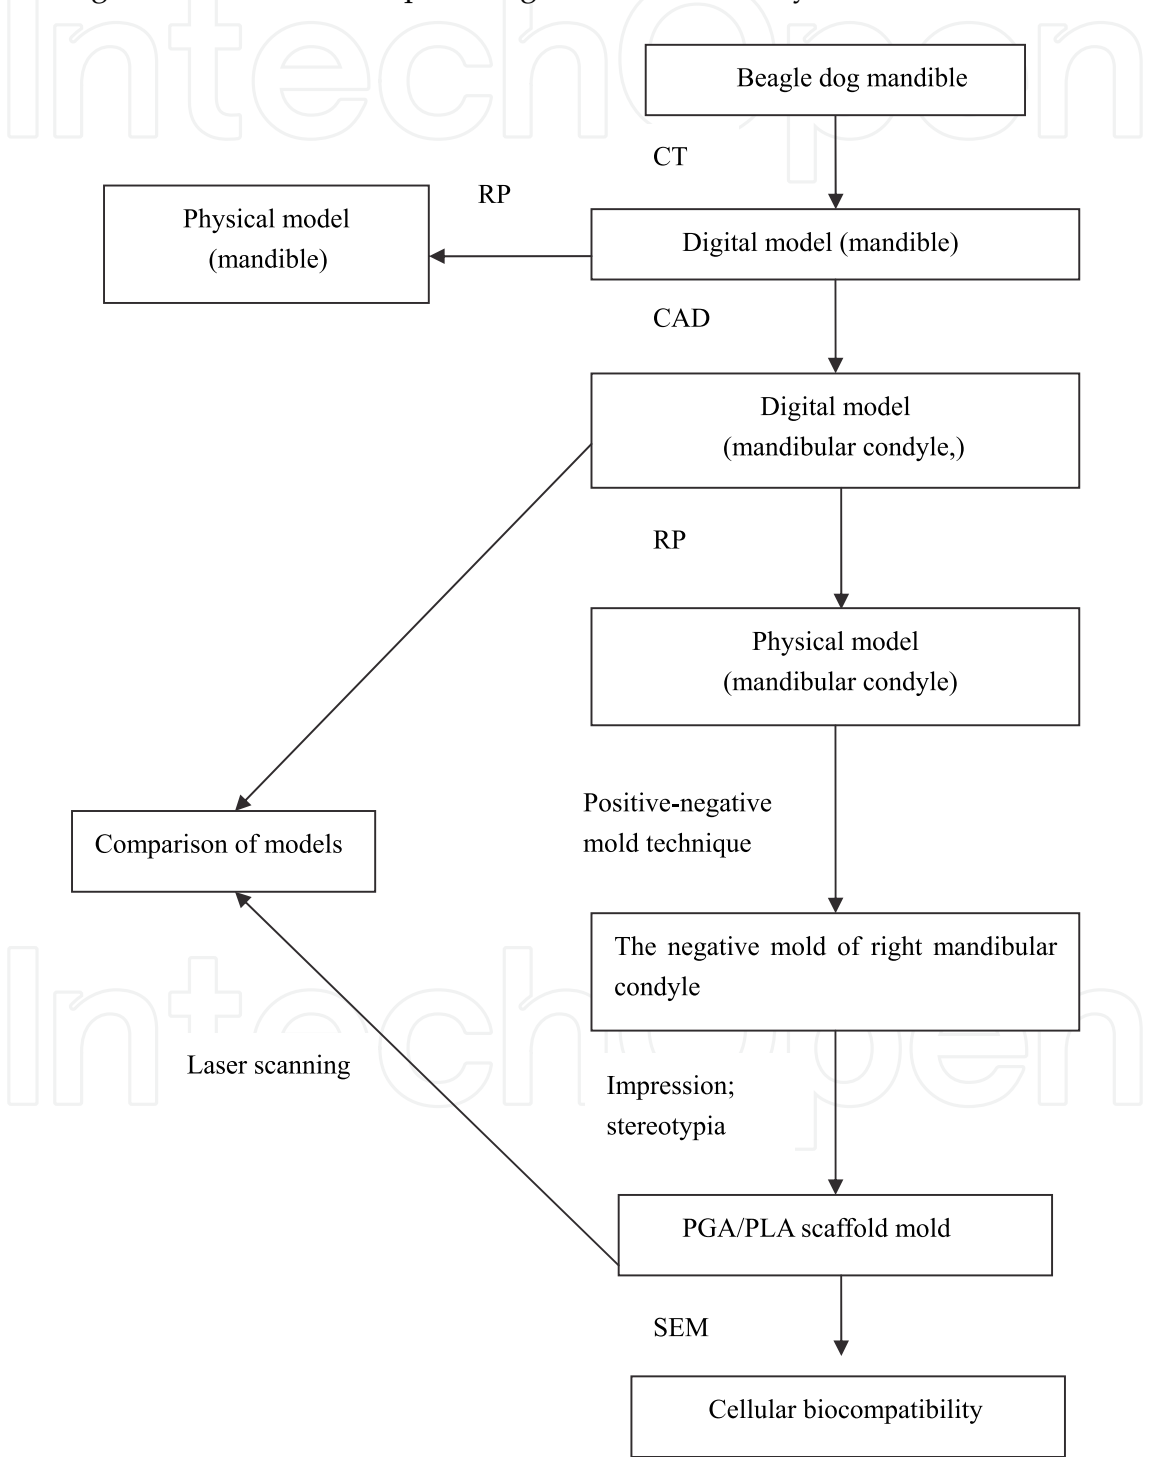 IntechOpen
Beagle dog mandible
CT
RP
Physical model
(mandible)
Digital model (mandible)
CAD
Digital model
(mandibular condyle,)
RP
Physical model
(mandibular condyle)
Positive-negative
mold technique
Comparison of models
The negative mold of right mandibular
condyle
IntechOpen
Laser scanning
Impression;
stereotypia
PGA/PLA scaffold mold
SEM
Cellular biocompatibility